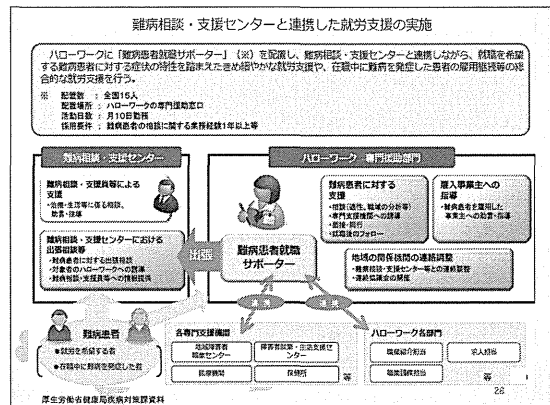 難病相談・支援センターと連携した就労支援の実施
ハローワークに「難病患者就職サポーター」（※）を配置し、難病相談・支援センターと連携しながら、就職を希望
する難病患者に対する症状の特性を踏まえたきめ細やかな就労支援や、在職中に難病を発症した患者の雇用継続等の総
合的な就労支援を行う。
※ 配置数 ：全国15人
配置場所 ：ハローワークの専門援助窓口
活動日数 ：月10日勤務
採用要件 ：難病患者の相談に関する業務経験1年以上等
難病相談・支援センター
難病相談・支援員等による
支援
・治療・生活等に係る相談、
助言・指導
難病相談・支援センターにおける
出張相談等
・難病患者に対する出張相談
・対象者のハローワークへの誘導
・難病相談・支援員等への情報提供
ハローワーク 専門援助部門
出張
難病患者就職
サポーター
難病患者に対する
支援
・相談（適性、職域の分析等）
・専門支援機関への誘導
・面接・同行
・就職後のフォロー
雇入事業主への
指導
・難病患者を雇用した
事業主への助言・指導
地域の関係機関の連絡調整
・難病相談・支援センター等との連絡調整
・連絡協議会の開催
連携
連携
難病患者
●就労を希望する者
●在職中に難病を発症した者
各専門支援機関
地域障害者
職業センター
障害者就業・生活支援セ
ンター
医療機関
保健所
等
ハローワーク各部門
職業紹介担当
求人担当
職業訓練担当
等
26
厚生労働省健康局疾病対策課資料